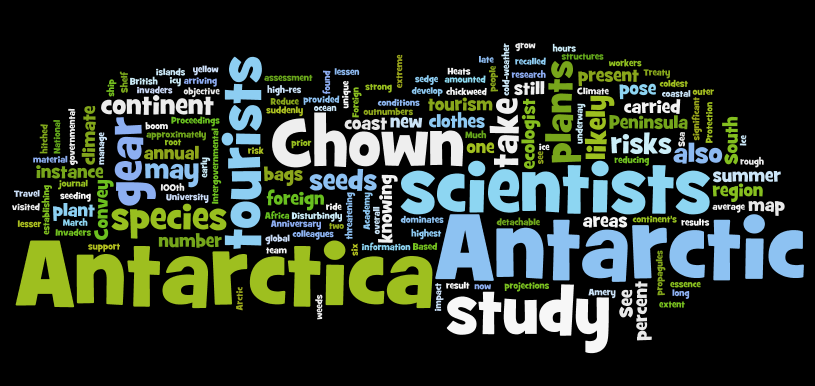 Antarctica
Antarctic
Chown
scientists
study
tourists
species
gear
plants
seeds
likely
take
may
risks
continent
also
foreign
plant
new
clothes
coast
bags
knowing
Convey
number
annual
instance
climate
tourism
one
ecologist
still
present
pose
carried
Peninsula
South
summer
region
map
areas
See
percent
islands
yellow
ship
Shelf
British
icy
arriving
invaders
objective
assessment
lessen
found
high-res
Reduce
suddenly
provided
ocean
unique
Foreign
strong
extreme
conditions
outnumbers
prior
risk
hitched
National
governmental
manage
boom
Proceedings
approximately
root
Intergovernmental
early
material
journal
seeding
100th
University
Travel
visited
establishing
March
lesser
Invaders
support
Africa
ride
Disturbingly
Anniversary
two
colleagues
global
team
threatening
Academy
overall
six
information
Based
highest
dominates
Arctic
weeds
late
grow
hours
cold-weather
recalled
research
people
structures
workers
Heats
amounted
sedge
develop
chickweed
Much
see
ice
underway
Climate
Treaty
coldest
coastal
outer
significant
Protection
Sea
Ice
rough
reducing
average
detachable
continent's
results
impact
result
now
projections
Amery
propagules
essence
long
extent